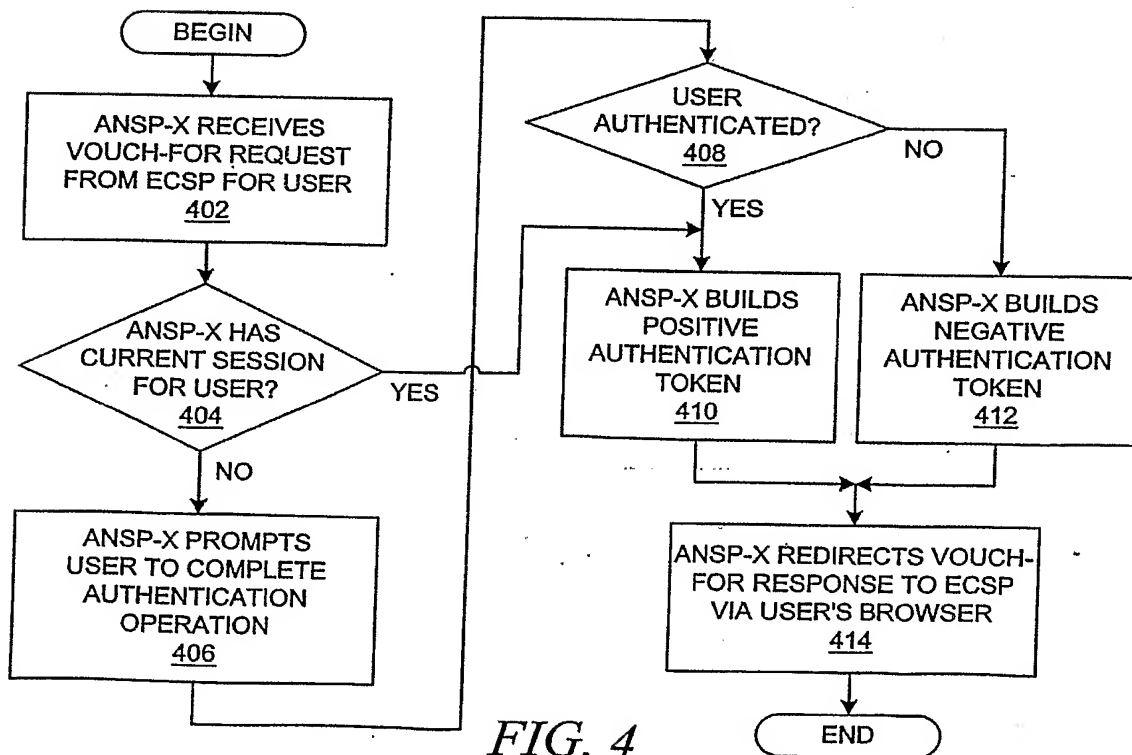 BEGIN
ANSP-X RECEIVES
VOUCH-FOR REQUEST
FROM ECSP FOR USER
402
ANSP-X HAS
CURRENT SESSION
FOR USER?
404
YES
NO
ANSP-X PROMPTS
USER TO COMPLETE
AUTHENTICATION
OPERATION
406
USER
AUTHENTICATED?
408
NO
YES
ANSP-X BUILDS
POSITIVE
AUTHENTICATION
TOKEN
410
ANSP-X BUILDS
NEGATIVE
AUTHENTICATION
TOKEN
412
ANSP-X REDIRECTS VOUCH-
FOR RESPONSE TO ECSP
VIA USER'S BROWSER
414
END
FIG. 4